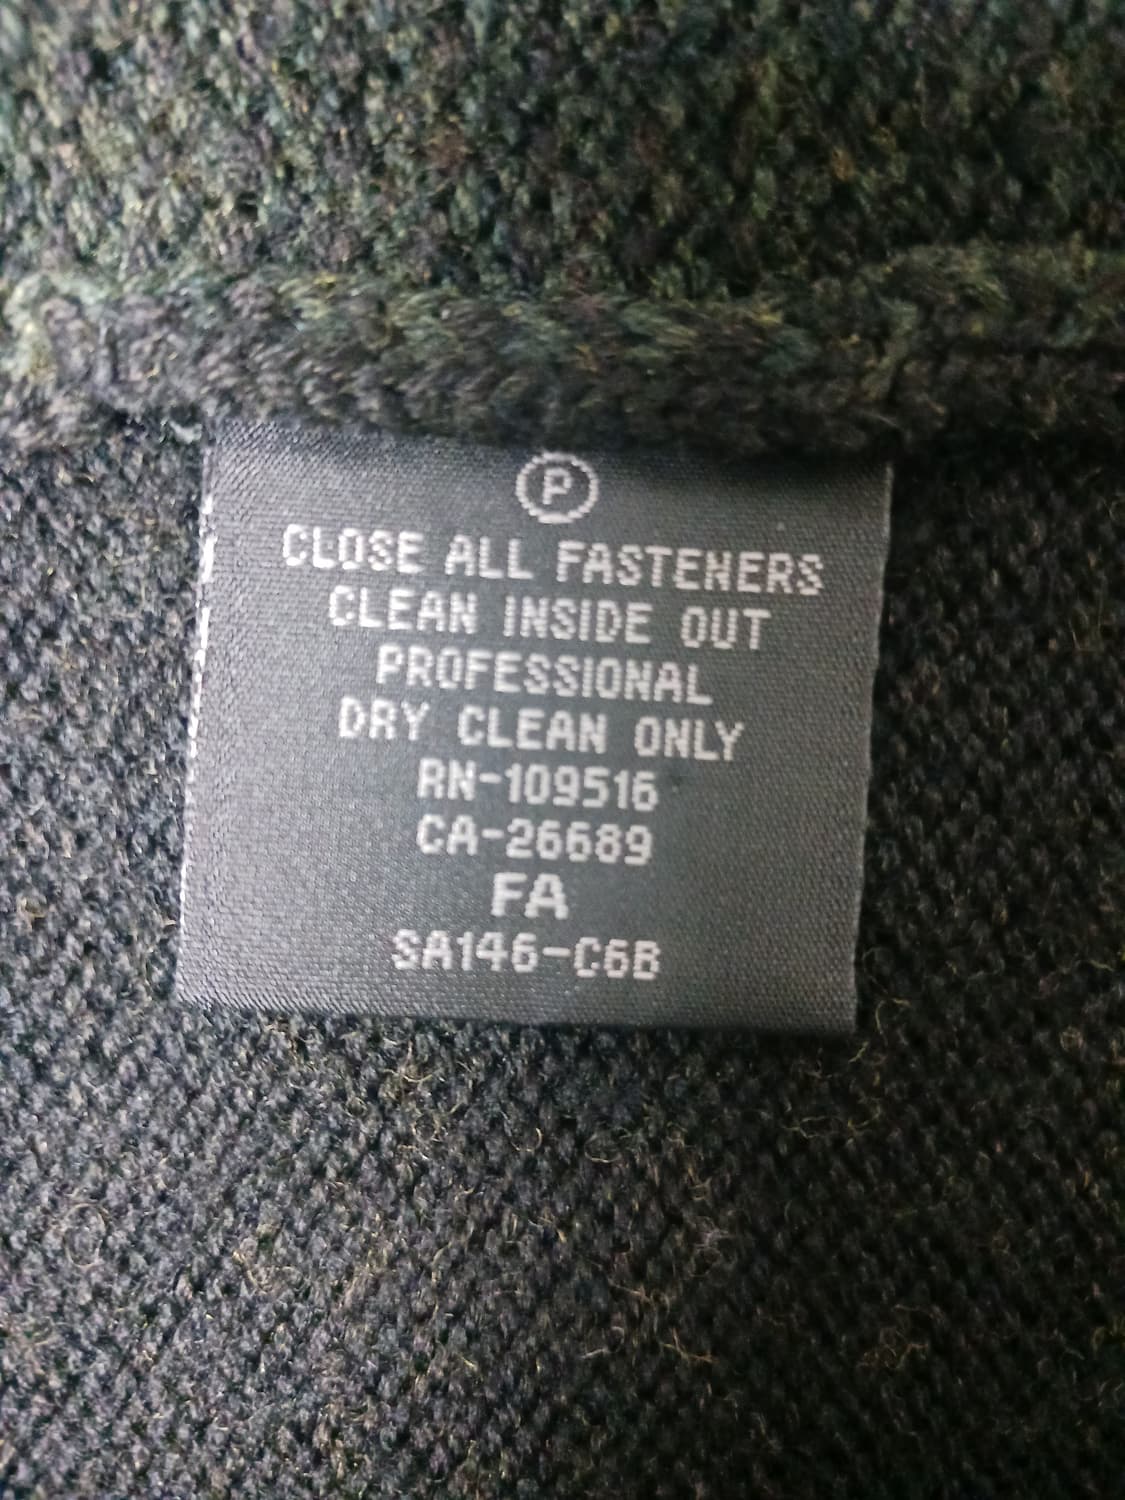 P
CLOSE ALL FASTENERS
CLEAN INSIDE OUT
PROFESSIONAL
DRY CLEAN ONLY
RN-109516
CA-26689
FA
SA146-C6B